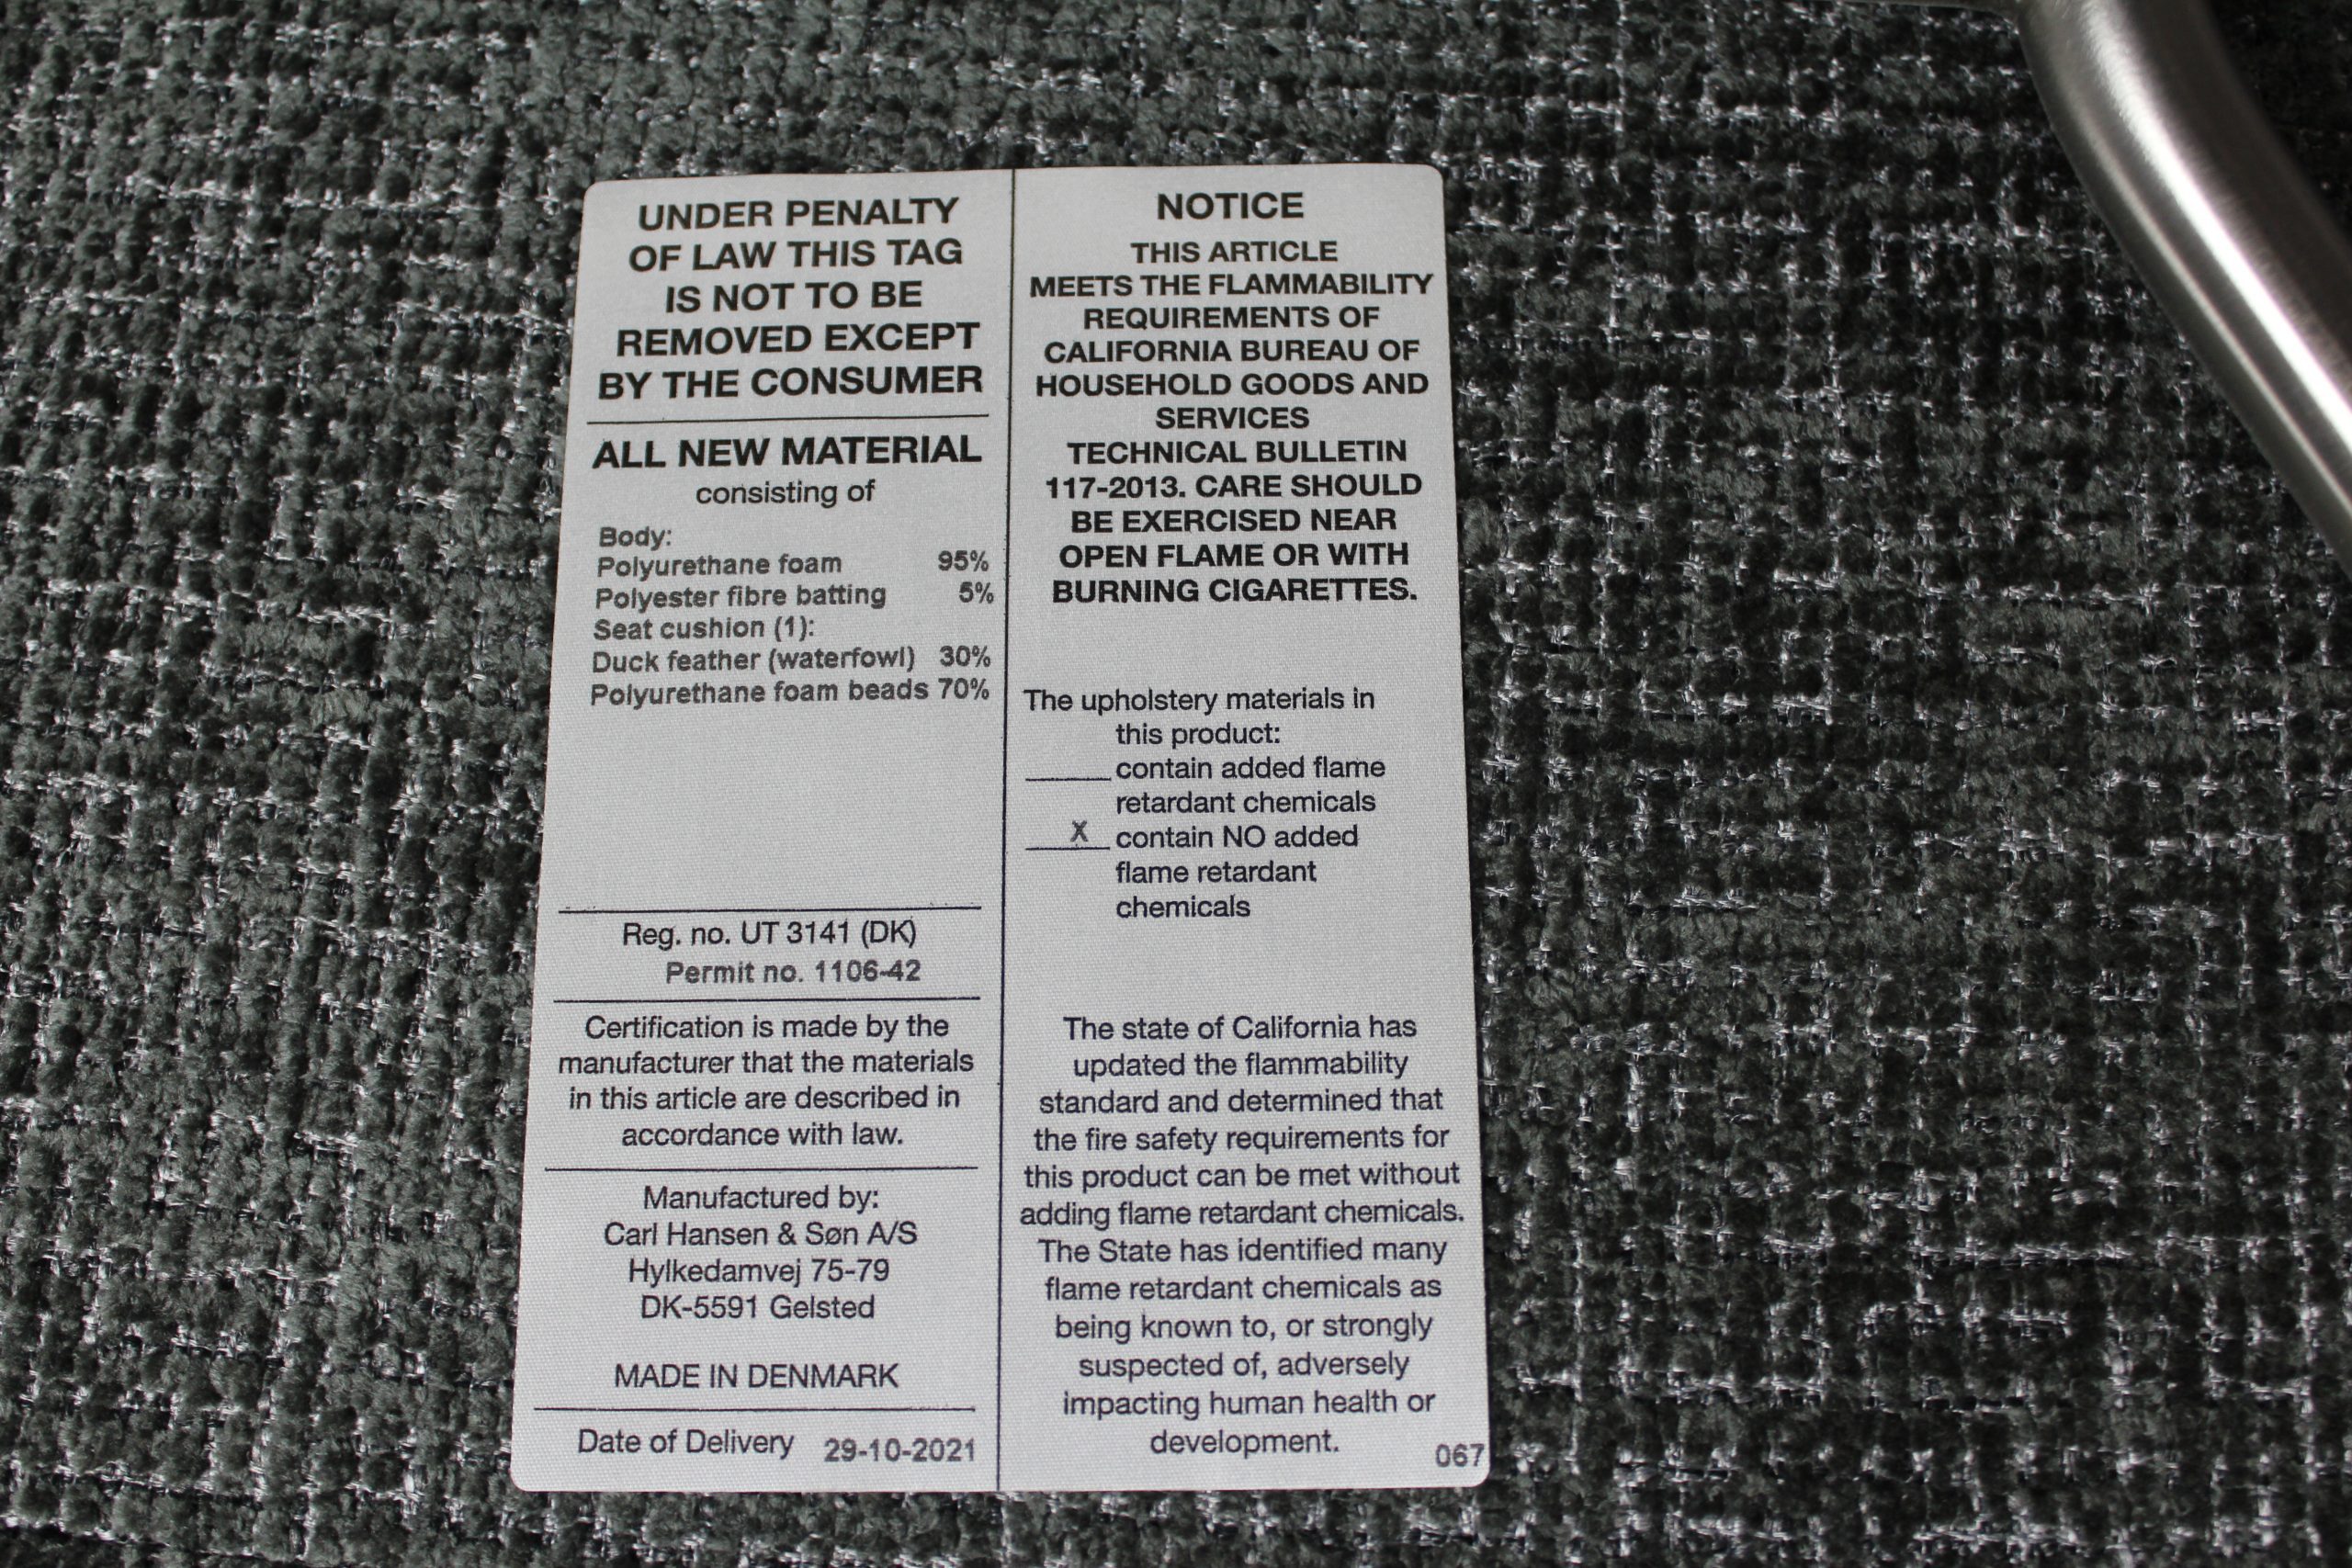 UNDER PENALTY
OF LAW THIS TAG
IS NOT TO BE
REMOVED EXCEPT
BY THE CONSUMER
ALL NEW MATERIAL
consisting of
Body:
Polyurethane foam 95%
Polyester fibre batting 5%
Seat cushion (1):
Duck feather (waterfowl) 30%
Polyurethane foam beads 70%
Reg. no. UT 3141 (DK)
Permit no. 1106-42
Certification is made by the
manufacturer that the materials
in this article are described in
accordance with law.
Manufactured by:
Carl Hansen & Søn A/S
Hylkedamvej 75-79
DK-5591 Gelsted
MADE IN DENMARK
Date of Delivery 29-10-2021
NOTICE
THIS ARTICLE
MEETS THE FLAMMABILITY
REQUIREMENTS OF
CALIFORNIA BUREAU OF
HOUSEHOLD GOODS AND
SERVICES
TECHNICAL BULLETIN
117-2013. CARE SHOULD
BE EXERCISED NEAR
OPEN FLAME OR WITH
BURNING CIGARETTES.
The upholstery materials in
this product:
_____ contain added flame
retardant chemicals
__X__ contain NO added
flame retardant
chemicals
The state of California has
updated the flammability
standard and determined that
the fire safety requirements for
this product can be met without
adding flame retardant chemicals.
The State has identified many
flame retardant chemicals as
being known to, or strongly
suspected of, adversely
impacting human health or
development.
067